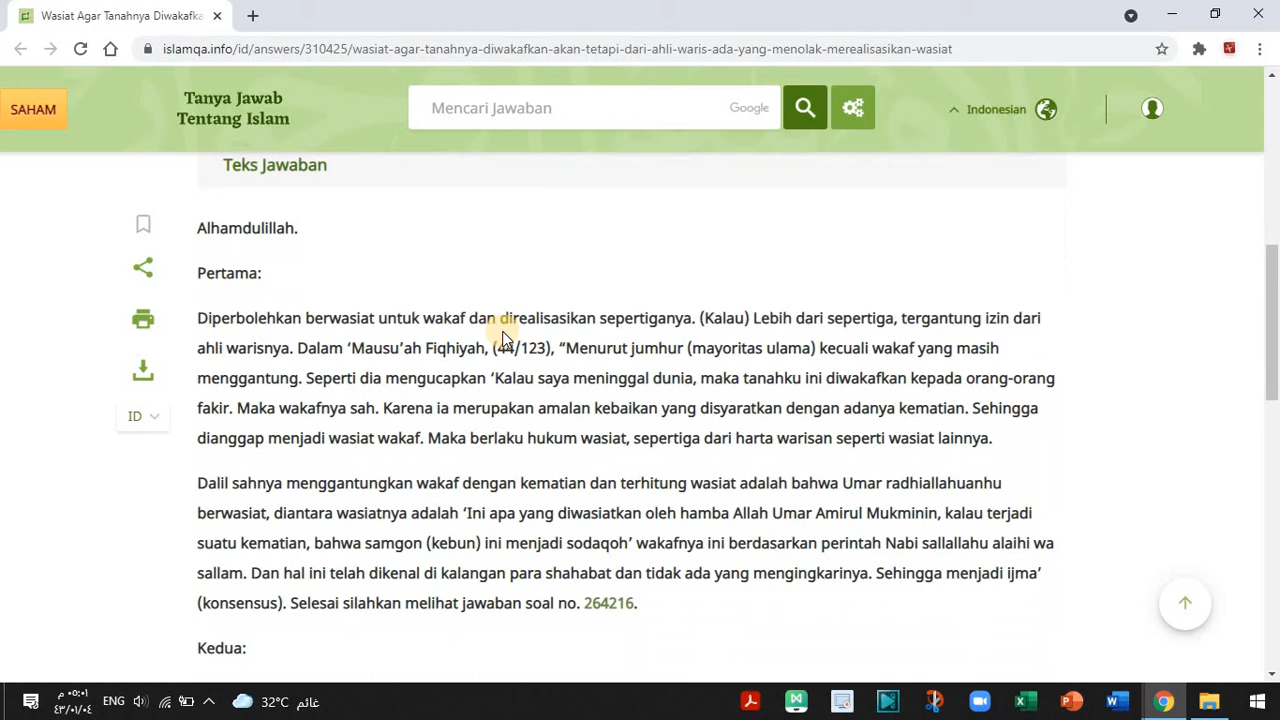 Wasiat Agar Tanahnya Diwakafka
islamqa.info/id/answers/310425/wasiat-agar-tanahnya-diwakafkan-akan-tetapi-dari-ahli-waris-ada-yang-menolak-merealisasikan-wasiat
SAHAM
Tanya Jawab
Tentang Islam
Mencari Jawaban
Google
Indonesian
Teks Jawaban
Alhamdulillah.
Pertama:
Diperbolehkan berwasiat untuk wakaf dan direalisasikan sepertiganya. (Kalau) Lebih dari sepertiga, tergantung izin dari
ahli warisnya. Dalam ‘Mausu’ah Fiqhiyah, (44/123), “Menurut jumhur (mayoritas ulama) kecuali wakaf yang masih
menggantung. Seperti dia mengucapkan ‘Kalau saya meninggal dunia, maka tanahku ini diwakafkan kepada orang-orang
fakir. Maka wakafnya sah. Karena ia merupakan amalan kebaikan yang disyaratkan dengan adanya kematian. Sehingga
dianggap menjadi wasiat wakaf. Maka berlaku hukum wasiat, sepertiga dari harta warisan seperti wasiat lainnya.
Dalil sahnya menggantungkan wakaf dengan kematian dan terhitung wasiat adalah bahwa Umar radhiallahuanhu
berwasiat, diantara wasiatnya adalah ‘Ini apa yang diwasiatkan oleh hamba Allah Umar Amirul Mukminin, kalau terjadi
suatu kematian, bahwa samgon (kebun) ini menjadi sodaqoh’ wakafnya ini berdasarkan perintah Nabi sallallahu alaihi wa
sallam. Dan hal ini telah dikenal di kalangan para shahabat dan tidak ada yang mengingkarinya. Sehingga menjadi ijma’
(konsensus). Selesai silahkan melihat jawaban soal no. 264216.
Kedua:
ID
ENG
32°C
غائم